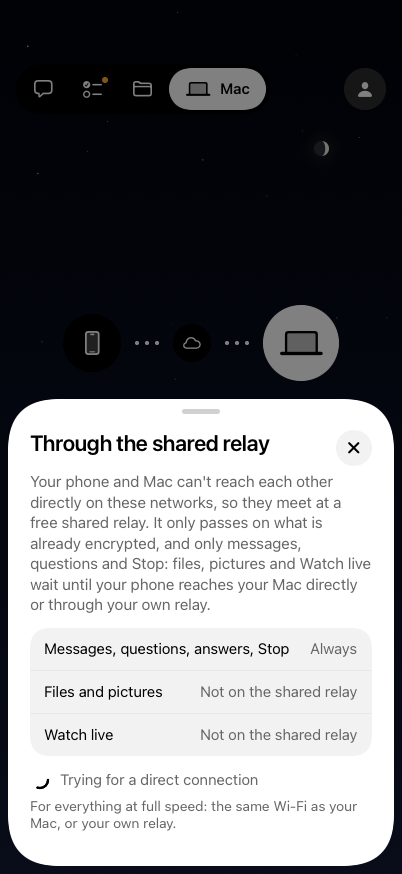 Mac
Through the shared relay
Your phone and Mac can't reach each other
directly on these networks, so they meet at a
free shared relay. It only passes on what is
already encrypted, and only messages,
questions and Stop: files, pictures and Watch live
wait until your phone reaches your Mac directly
or through your own relay.
Messages, questions, answers, Stop Always
Files and pictures Not on the shared relay
Watch live Not on the shared relay
Trying for a direct connection
For everything at full speed: the same Wi-Fi as your
Mac, or your own relay.